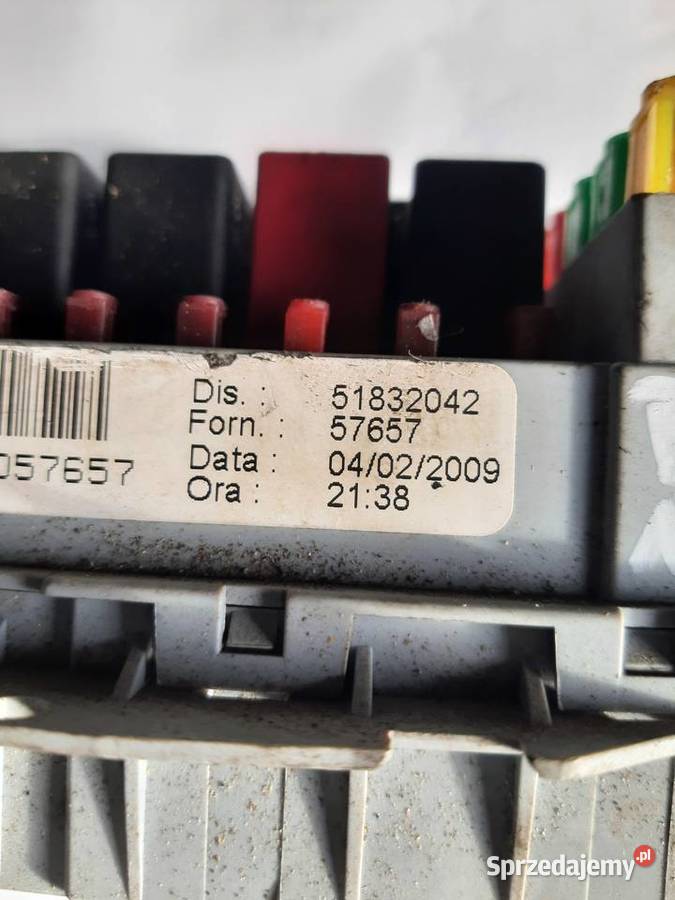 Dis. : 51832042
Forn. : 57657
Data : 04/02/2009
Ora : 21:38
057657
Sprzedajemy.pl